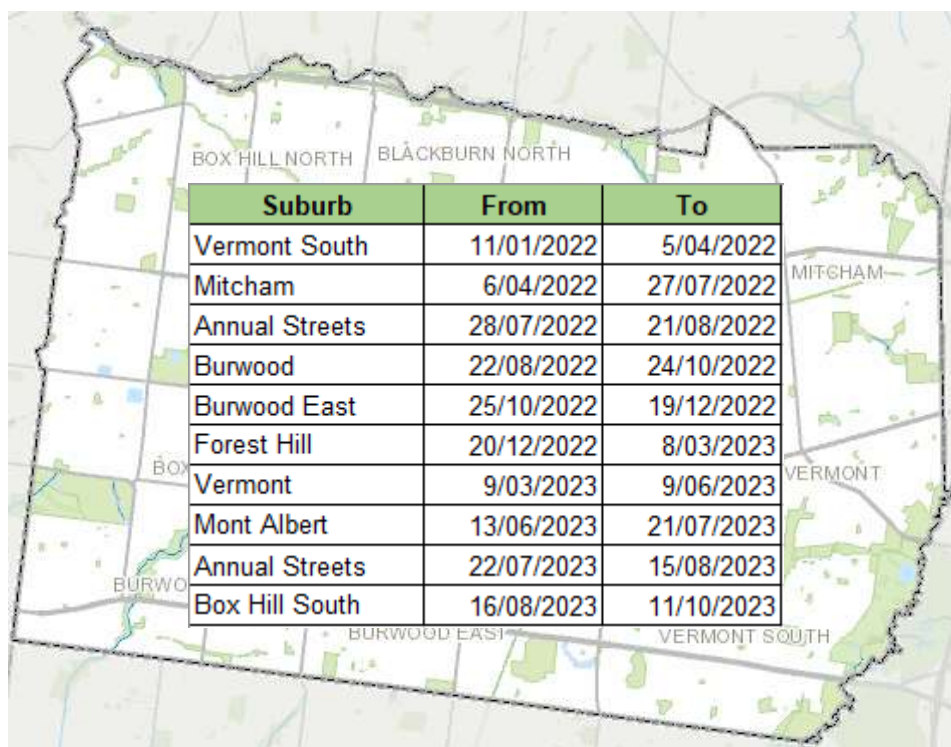 BOX HILL NORTH
BLACKBURN NORTH
Suburb From To
Vermont South 11/01/2022 5/04/2022
Mitcham 6/04/2022 27/07/2022
MITCHAM
Annual Streets 28/07/2022 21/08/2022
Burwood 22/08/2022 24/10/2022
Burwood East 25/10/2022 19/12/2022
Forest Hill 20/12/2022 8/03/2023
BOX
Vermont 9/03/2023 9/06/2023
VERMONT
Mont Albert 13/06/2023 21/07/2023
Annual Streets 22/07/2023 15/08/2023
BURWO
Box Hill South 16/08/2023 11/10/2023
BURWOOD EAST
VERMONT SOUTH